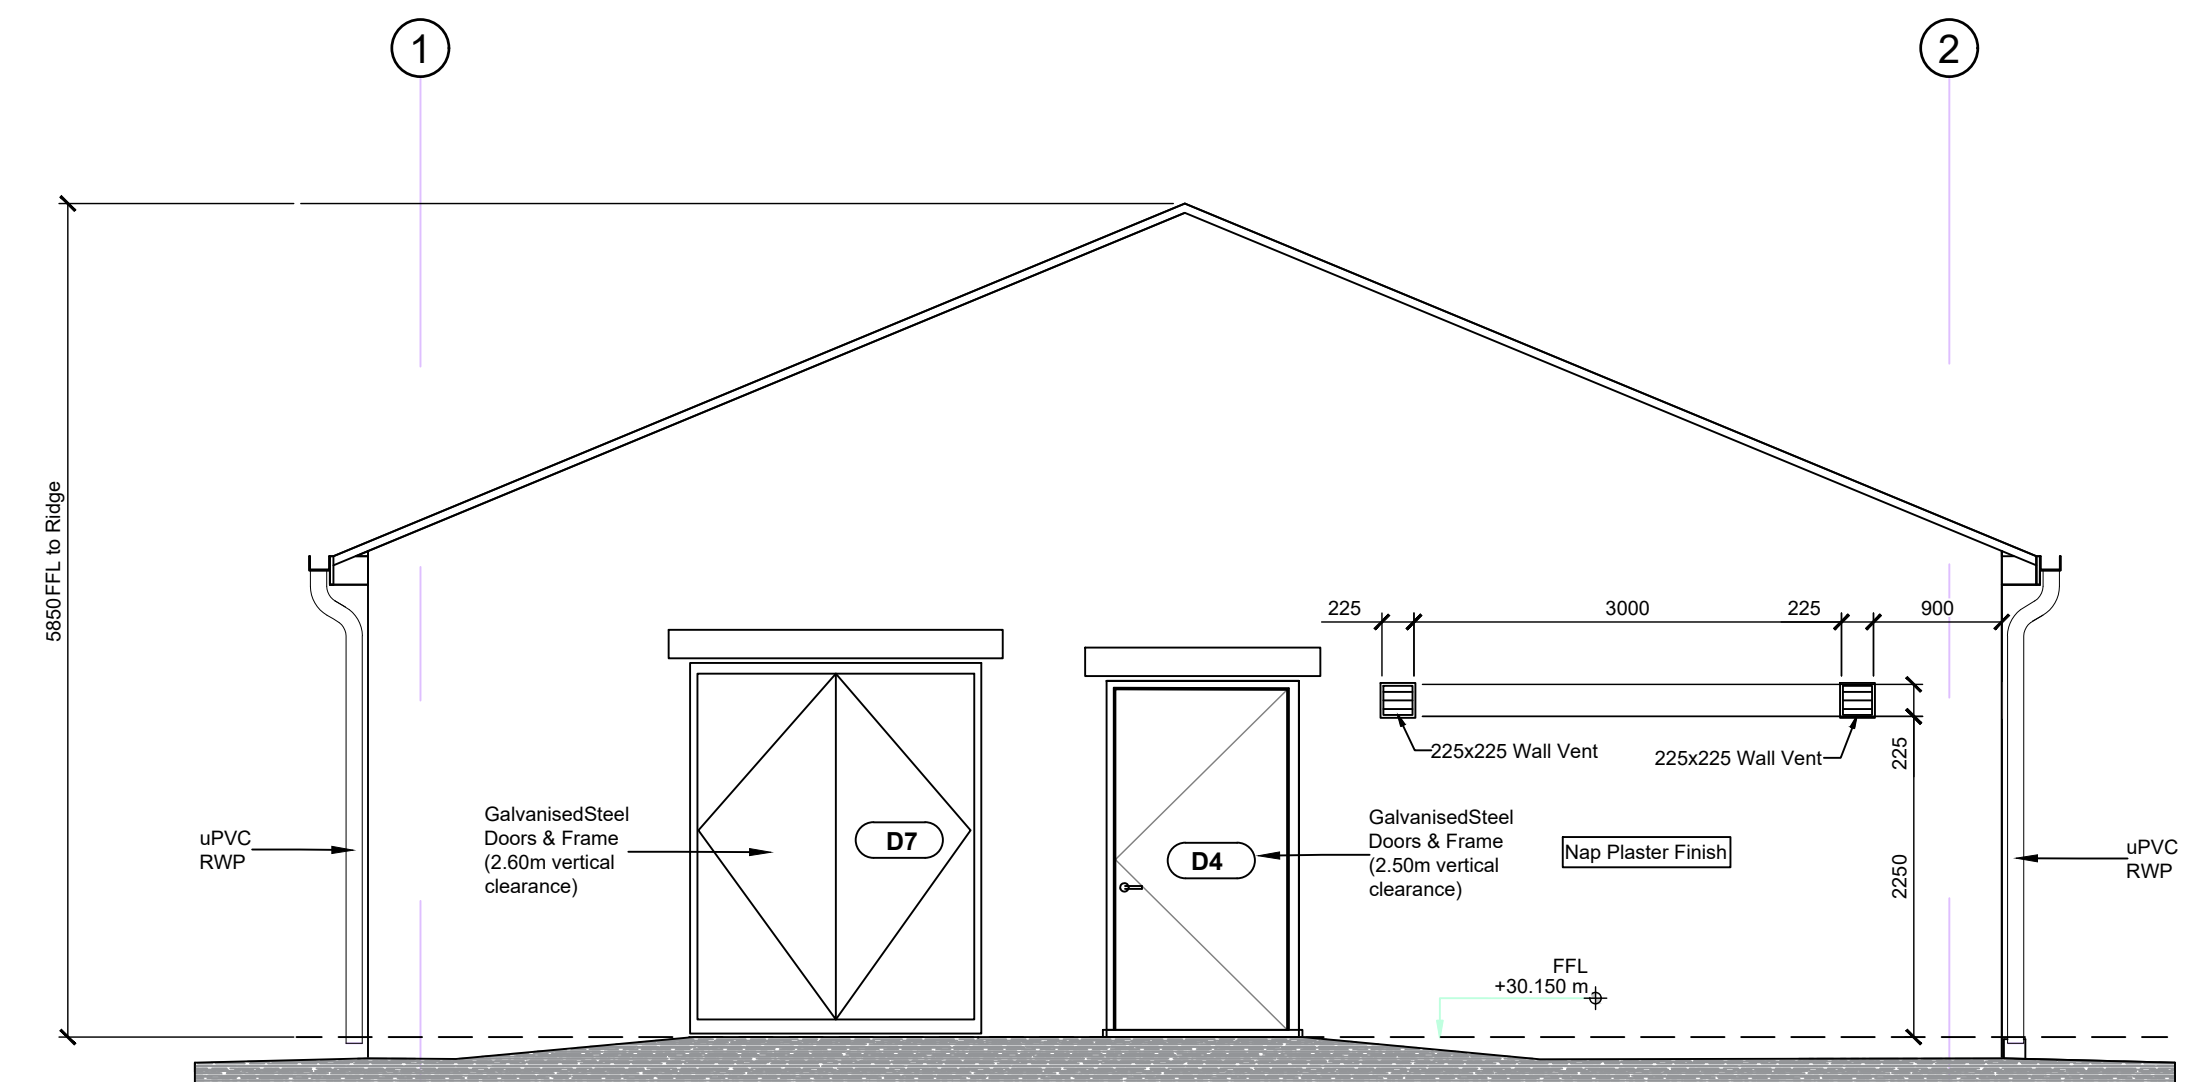 1
2
5850 FFL to Ridge
225
3000
225
900
225x225 Wall Vent
225x225 Wall Vent
225
2250
GalvanisedSteel
Doors & Frame
(2.60m vertical
clearance)
D7
D4
GalvanisedSteel
Doors & Frame
(2.50m vertical
clearance)
Nap Plaster Finish
uPVC
RWP
uPVC
RWP
FFL
+30.150 m